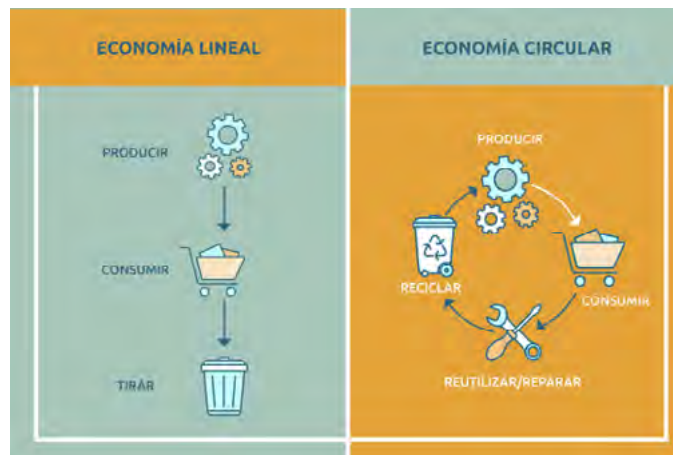 ECONOMÍA LINEAL
PRODUCIR
CONSUMIR
TIRAR
ECONOMÍA CIRCULAR
PRODUCIR
CONSUMIR
REUTILIZAR/REPARAR
RECICLAR